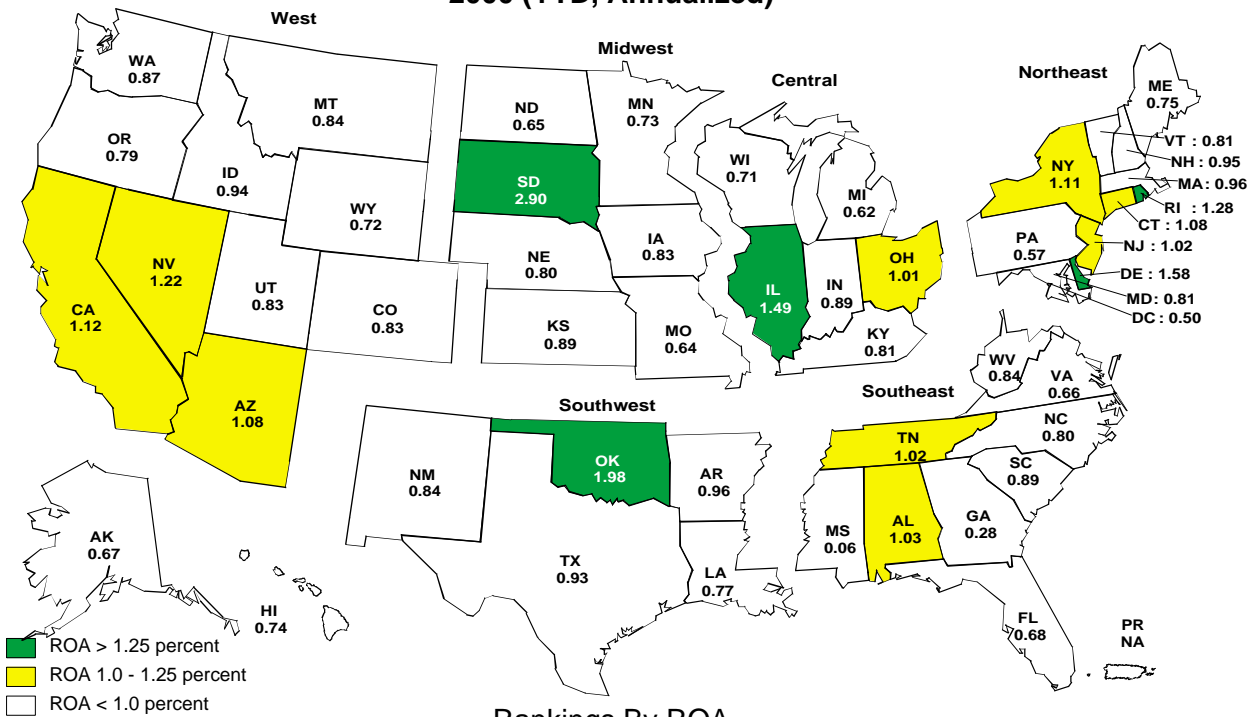 (YTD, Annualized)
West
Midwest
Central
Northeast
WA
0.87
MT
0.84
OR
0.79
ID
0.94
WY
0.72
NV
1.22
CA
1.12
UT
0.83
CO
0.83
AZ
1.08
AK
0.67
HI
0.74
ND
0.65
MN
0.73
SD
2.90
NE
0.80
IA
0.83
KS
0.89
MO
0.64
WI
0.71
MI
0.62
IL
1.49
IN
0.89
OH
1.01
KY
0.81
ME
0.75
VT : 0.81
NH : 0.95
MA: 0.96
RI : 1.28
CT : 1.08
NJ : 1.02
DE : 1.58
MD: 0.81
DC : 0.50
NY
1.11
PA
0.57
Southwest
NM
0.84
OK
1.98
AR
0.96
TX
0.93
LA
0.77
Southeast
WV
0.84
VA
0.66
NC
0.80
TN
1.02
SC
0.89
MS
0.06
AL
1.03
GA
0.28
FL
0.68
PR
NA
ROA > 1.25 percent
ROA 1.0 - 1.25 percent
ROA < 1.0 percent
Rankings By ROA